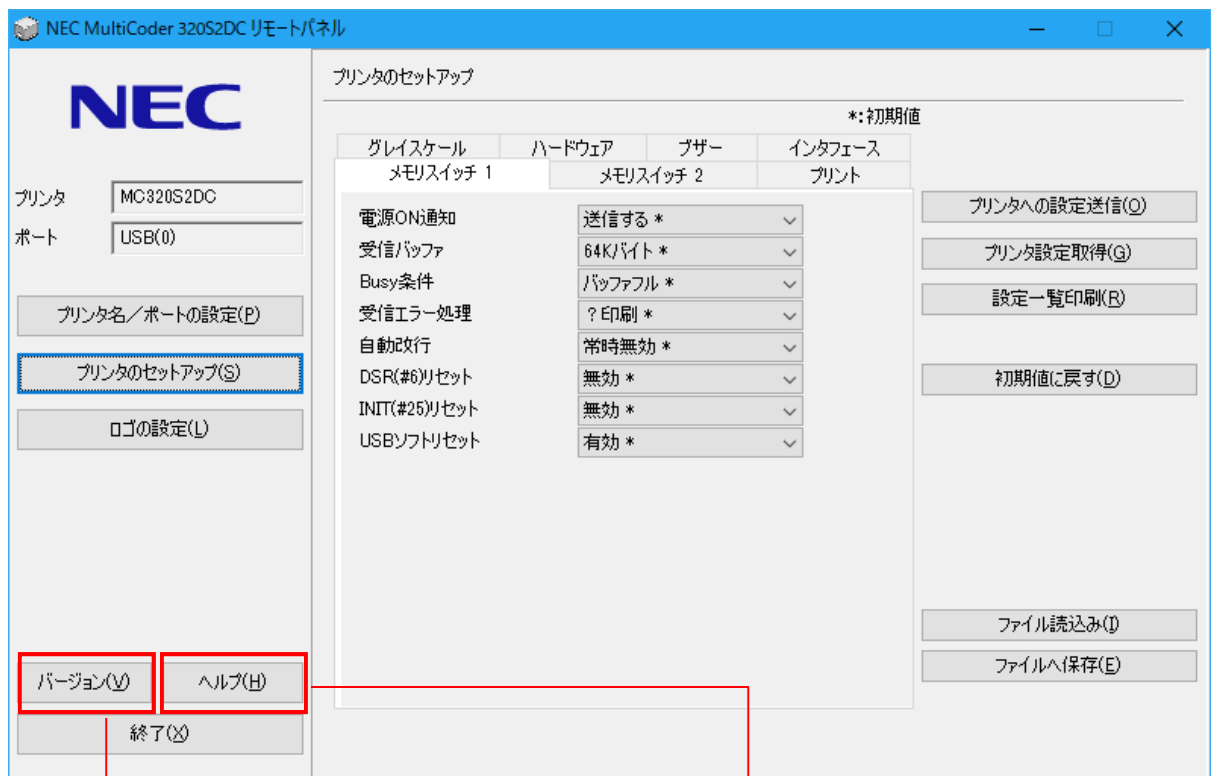 NEC MultiCoder 320S2DC リモートパネル
NEC
プリンタ MC320S2DC
ポート USB(0)
プリンタ名／ポートの設定(P)
プリンタのセットアップ(S)
ロゴの設定(L)
バージョン(V) ヘルプ(H)
終了(X)
プリンタのセットアップ
*:初期値
グレイスケール ハードウェア ブザー インタフェース
メモリスイッチ 1 メモリスイッチ 2 プリント
電源ON通知 送信する *
受信バッファ 64Kバイト *
Busy条件 バッファフル *
受信エラー処理 ？印刷 *
自動改行 常時無効 *
DSR(#6)リセット 無効 *
INIT(#25)リセット 無効 *
USBソフトリセット 有効 *
プリンタへの設定送信(O)
プリンタ設定取得(G)
設定一覧印刷(R)
初期値に戻す(D)
ファイル読込み(I)
ファイルへ保存(E)